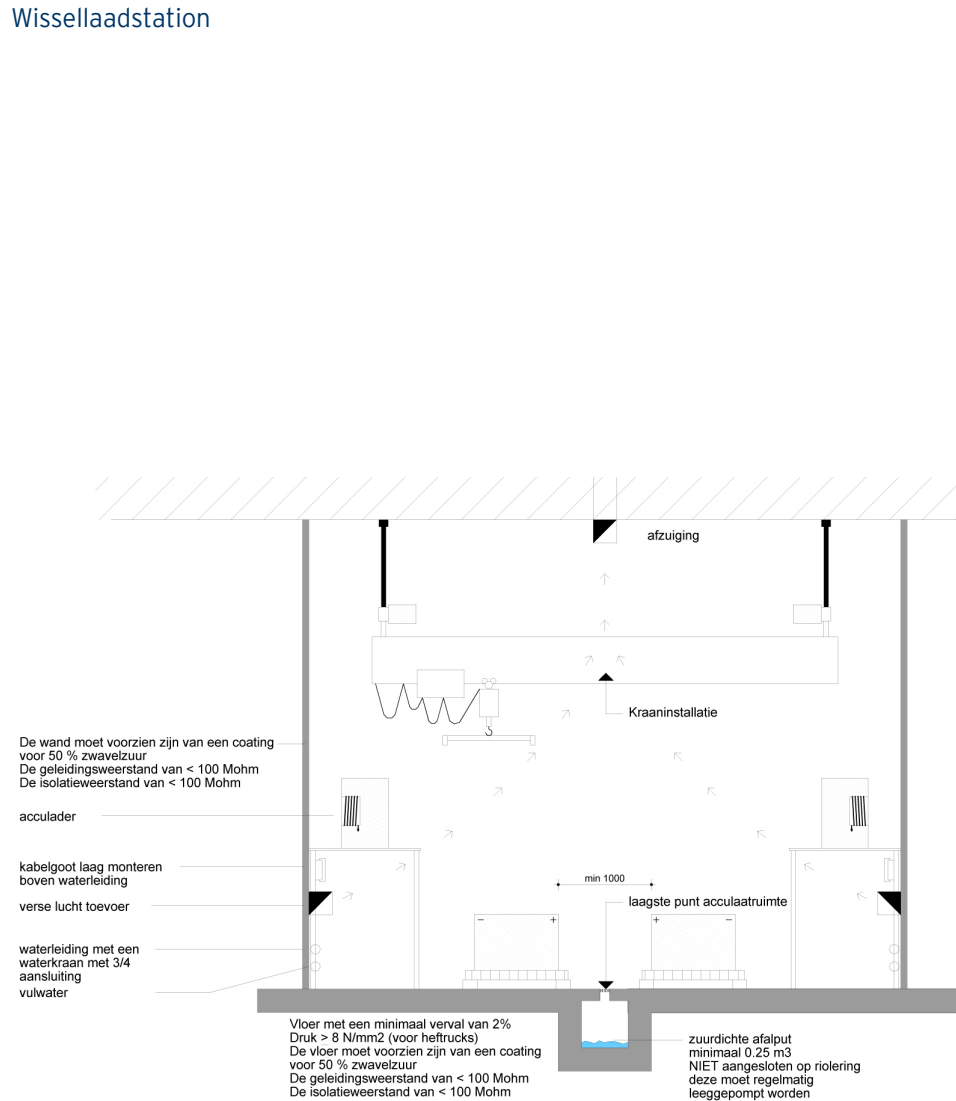 Wissellaadstation
afzuiging
Kraaninstallatie
De wand moet voorzien zijn van een coating
voor 50 % zwavelzuur
De geleidingsweerstand van < 100 Mohm
De isolatieweerstand van < 100 Mohm
acculader
kabelgoot laag monteren
boven waterleiding
min 1000
laagste punt acculaatruimte
verse lucht toevoer
- +
+ -
waterleiding met een
waterkraan met 3/4
aansluiting
vulwater
Vloer met een minimaal verval van 2%
Druk > 8 N/mm2 (voor heftrucks)
De vloer moet voorzien zijn van een coating
voor 50 % zwavelzuur
De geleidingsweerstand van < 100 Mohm
De isolatieweerstand van < 100 Mohm
zuurdichte afalput
minimaal 0.25 m3
NIET aangesloten op riolering
deze moet regelmatig
leeggepompt worden